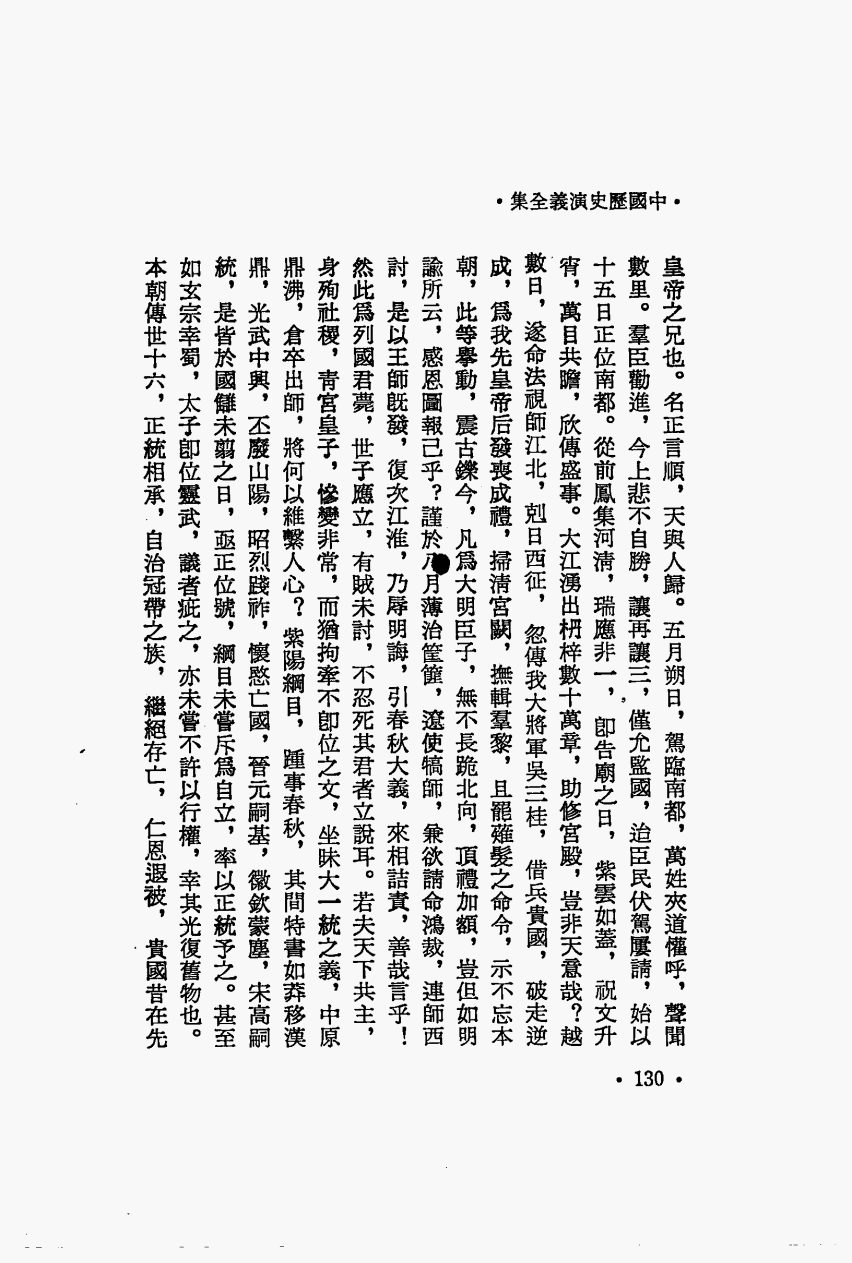 ·中國歷史演義全集·
皇帝之兄也。名正言順，天與人歸。五月朔日，駕臨南都，萬姓夾道懽呼，聲聞
數里。羣臣勸進，今上悲不自勝，讓再讓三，僅允監國，迨臣民伏駕屢請，始以
十五日正位南都。從前鳳集河清，瑞應非一，卽告廟之日，紫雲如蓋，祝文升
霄，萬目共瞻，欣傳盛事。大江湧出枬梓數十萬章，助修宮殿，豈非天意哉？越
數日，遂命法視師江北，剋日西征，忽傳我大將軍吳三桂，借兵貴國，破走逆
成，爲我先皇帝后發喪成禮，掃清宮闕，撫輯羣黎，且罷薙髮之命令，示不忘本
朝，此等舉動，震古鑠今，凡爲大明臣子，無不長跪北向，頂禮加額，豈但如明
諭所云，感恩圖報已乎？謹於八月薄治筐篚，遼使犒師，兼欲請命鴻裁，連師西
討，是以王師旣發，復次江淮，乃辱明誨，引春秋大義，來相詰責，善哉言乎！
然此爲列國君薨，世子應立，有賊未討，不忍死其君者立說耳。若夫天下共主，
身殉社稷，青宮皇子，慘變非常，而猶拘牽不卽位之文，坐昧大一統之義，中原
鼎沸，倉卒出師，將何以維繫人心？紫陽綱目，踵事春秋，其間特書如莽移漢
鼎，光武中興，丕廢山陽，昭烈踐祚，懷愍亡國，晉元嗣基，徽欽蒙塵，宋高嗣
統，是皆於國讎未翦之日，亟正位號，綱目未嘗斥爲自立，率以正統予之。甚至
如玄宗幸蜀，太子卽位靈武，議者疵之，亦未嘗不許以行權，幸其光復舊物也。
本朝傳世十六，正統相承，自治冠帶之族，繼絕存亡，仁恩遐被，貴國昔在先
·130·